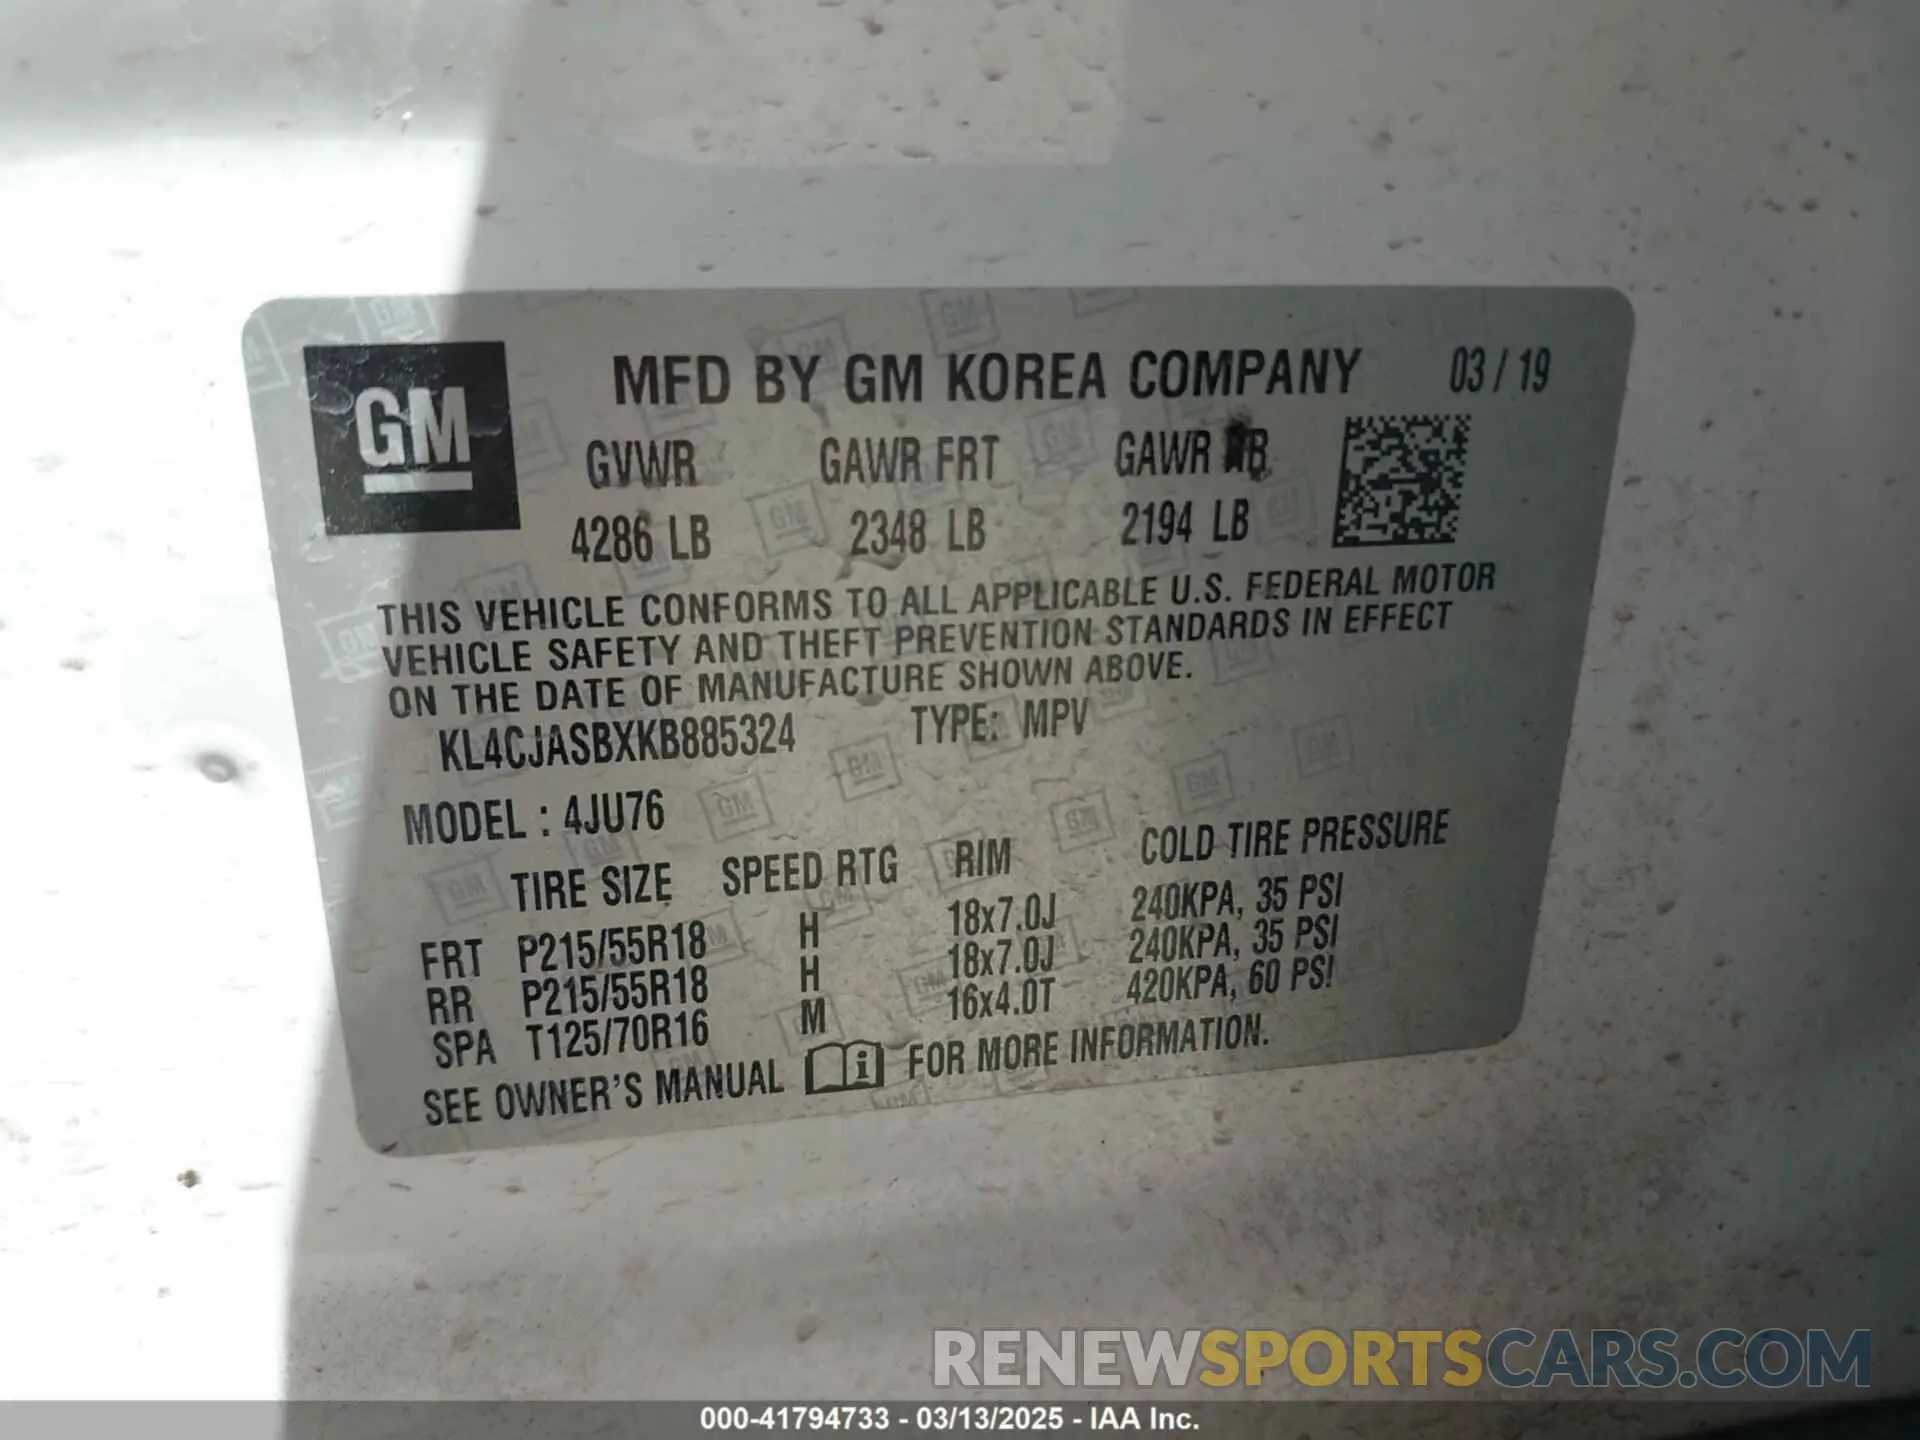 GM MFD BY GM KOREA COMPANY 03 / 19
GVWR GAWR FRT GAWR
4286 LB 2348 LB 2194 LB
THIS VEHICLE CONFORMS TO ALL APPLICABLE U.S. FEDERAL MOTOR
VEHICLE SAFETY AND THEFT PREVENTION STANDARDS IN EFFECT
ON THE DATE OF MANUFACTURE SHOWN ABOVE.
KL4CJASBXKB885324 TYPE: MPV
MODEL : 4JU76
TIRE SIZE SPEED RTG RIM COLD TIRE PRESSURE
FRT P215/55R18 H 18x7.0J 240KPA, 35 PSI
RR P215/55R18 H 18x7.0J 240KPA, 35 PSI
SPA T125/70R16 M 16x4.0T 420KPA, 60 PSI
SEE OWNER'S MANUAL i FOR MORE INFORMATION.
RENEWSPORTSCARS.COM
000-41794733 - 03/13/2025 - IAA Inc.